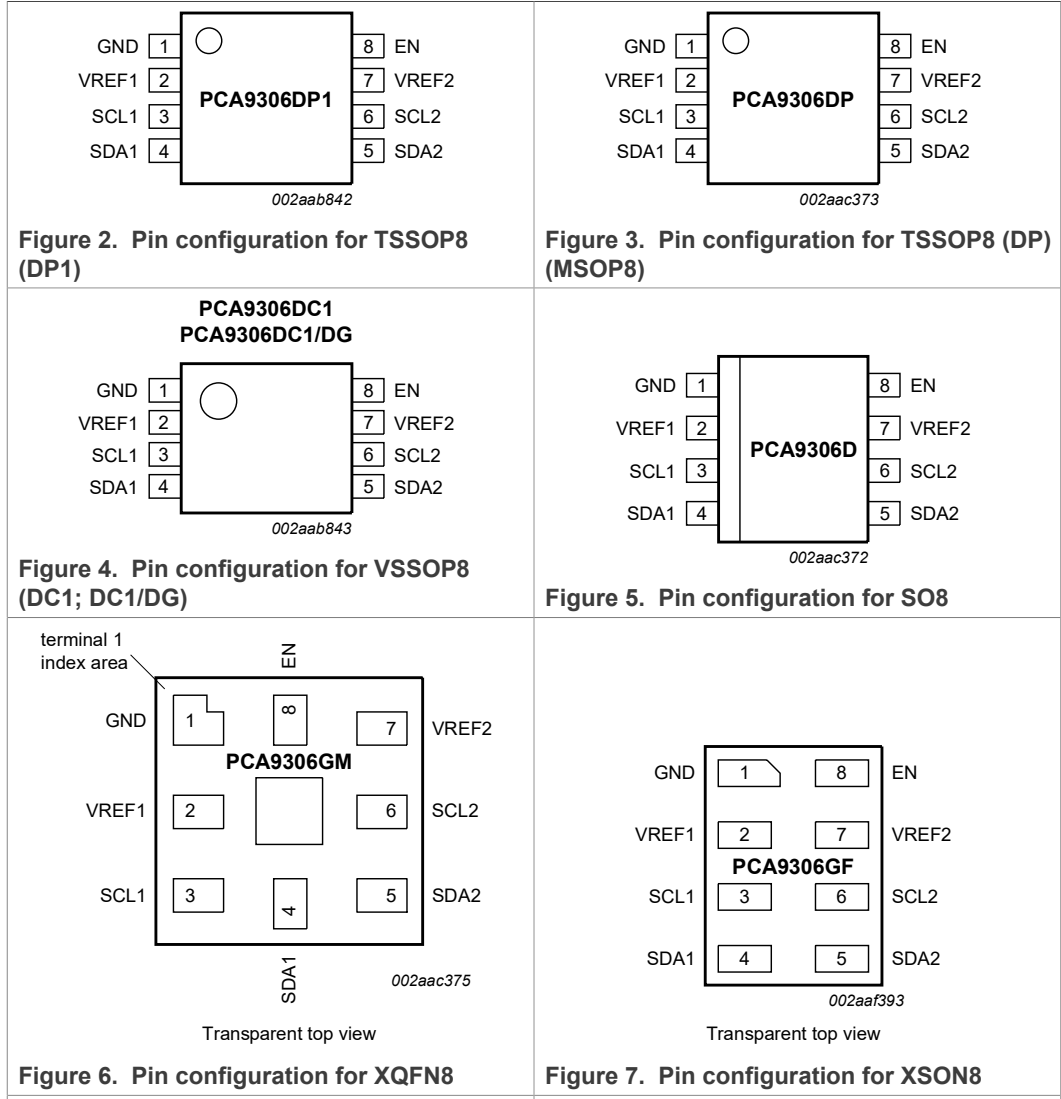 GND 1 8 EN
VREF1 2 7 VREF2
PCA9306DP1
SCL1 3 6 SCL2
SDA1 4 5 SDA2
002aab842
Figure 2. Pin configuration for TSSOP8
(DP1)
GND 1 8 EN
VREF1 2 7 VREF2
PCA9306DP
SCL1 3 6 SCL2
SDA1 4 5 SDA2
002aac373
Figure 3. Pin configuration for TSSOP8 (DP)
(MSOP8)
PCA9306DC1
PCA9306DC1/DG
GND 1 8 EN
VREF1 2 7 VREF2
SCL1 3 6 SCL2
SDA1 4 5 SDA2
002aab843
Figure 4. Pin configuration for VSSOP8
(DC1; DC1/DG)
GND 1 8 EN
VREF1 2 7 VREF2
PCA9306D
SCL1 3 6 SCL2
SDA1 4 5 SDA2
002aac372
Figure 5. Pin configuration for SO8
terminal 1
index area
EN
GND 1 8 7 VREF2
PCA9306GM
VREF1 2 6 SCL2
SCL1 3 4 5 SDA2
SDA1
002aac375
Transparent top view
Figure 6. Pin configuration for XQFN8
GND 1 8 EN
VREF1 2 7 VREF2
PCA9306GF
SCL1 3 6 SCL2
SDA1 4 5 SDA2
002aaf393
Transparent top view
Figure 7. Pin configuration for XSON8